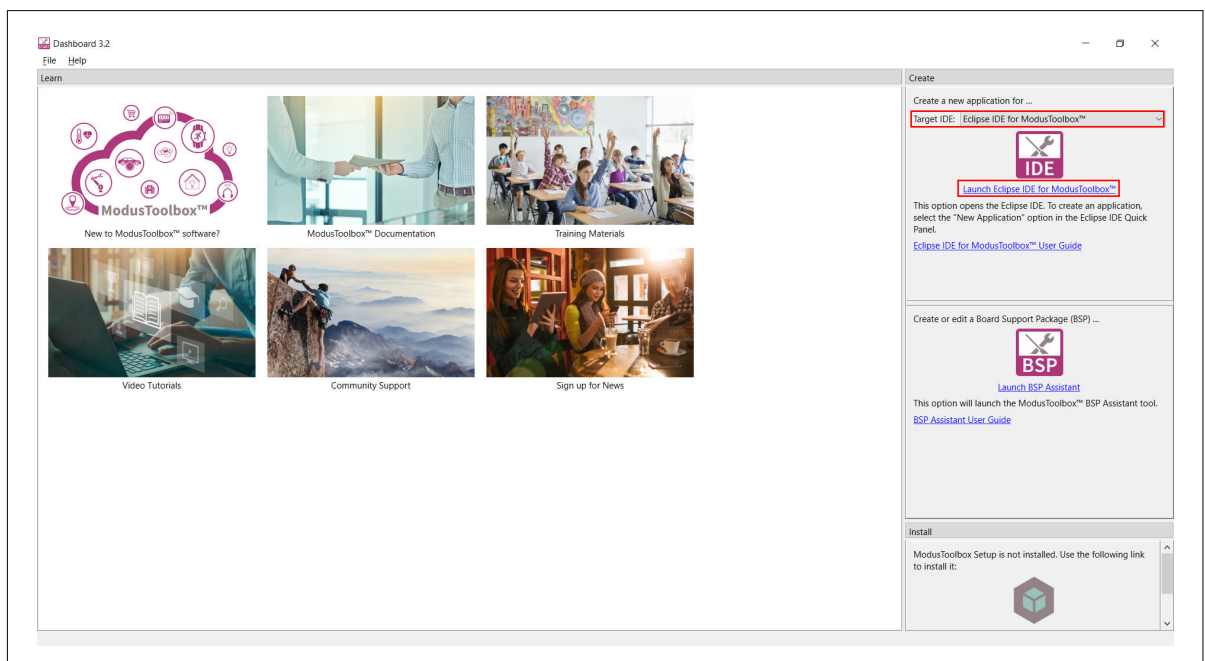 Dashboard 3.2
File Help
Learn
ModusToolbox™
New to ModusToolbox™ software?
ModusToolbox™ Documentation
Training Materials
Video Tutorials
Community Support
Sign up for News
Create
Create a new application for ...
Target IDE: Eclipse IDE for ModusToolbox™
IDE
Launch Eclipse IDE for ModusToolbox™
This option opens the Eclipse IDE. To create an application,
select the "New Application" option in the Eclipse IDE Quick
Panel.
Eclipse IDE for ModusToolbox™ User Guide
Create or edit a Board Support Package (BSP) ...
BSP
Launch BSP Assistant
This option will launch the ModusToolbox™ BSP Assistant tool.
BSP Assistant User Guide
Install
ModusToolbox Setup is not installed. Use the following link
to install it: